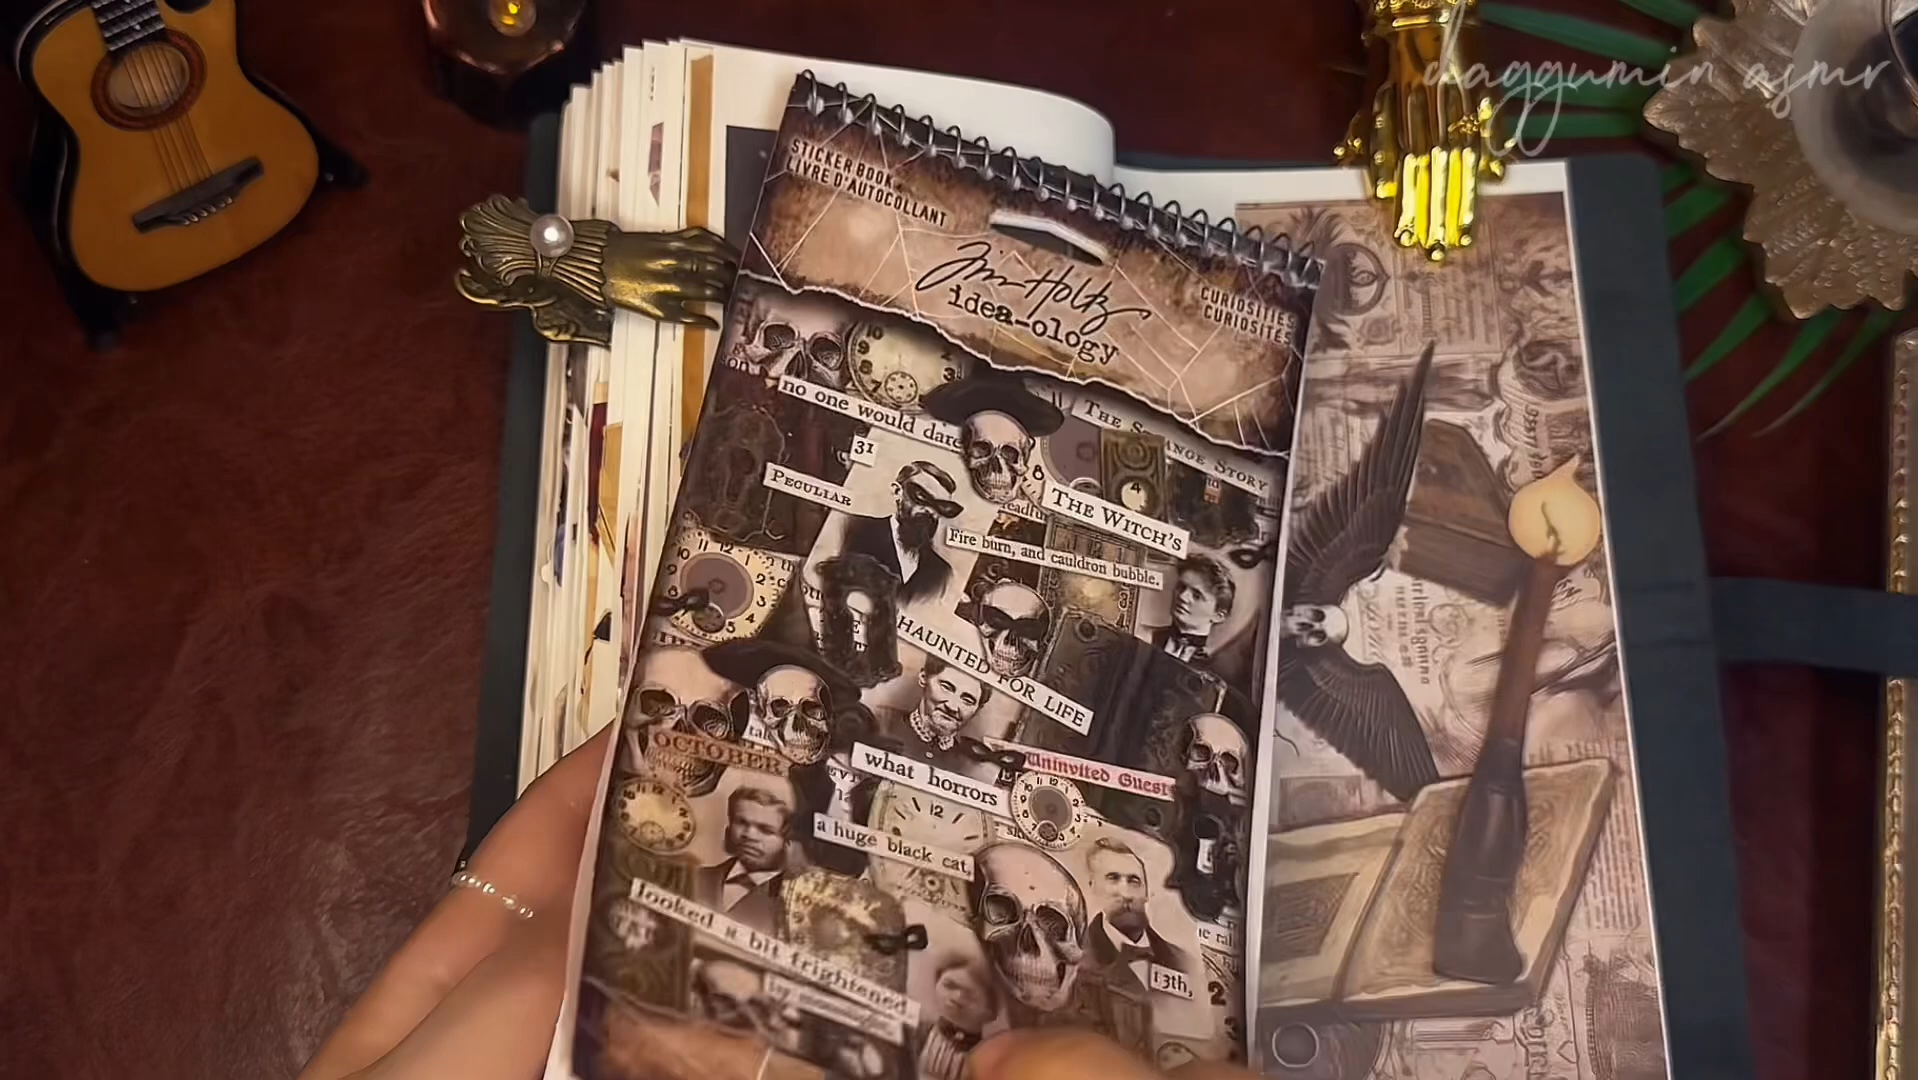 daggumin asmr
STICKER BOOK
LIVRE D'AUTOCOLLANT
Tim Holtz
idea-ology
CURIOSITIES
CURIOSITÉS
no one would dare
THE STRANGE STORY
31
PECULIAR
THE WITCH'S
Fire burn, and cauldron bubble.
HAUNTED FOR LIFE
OCTOBER
what horrors
Uninvited Guest
a huge black cat,
looked a bit frightened
13th,